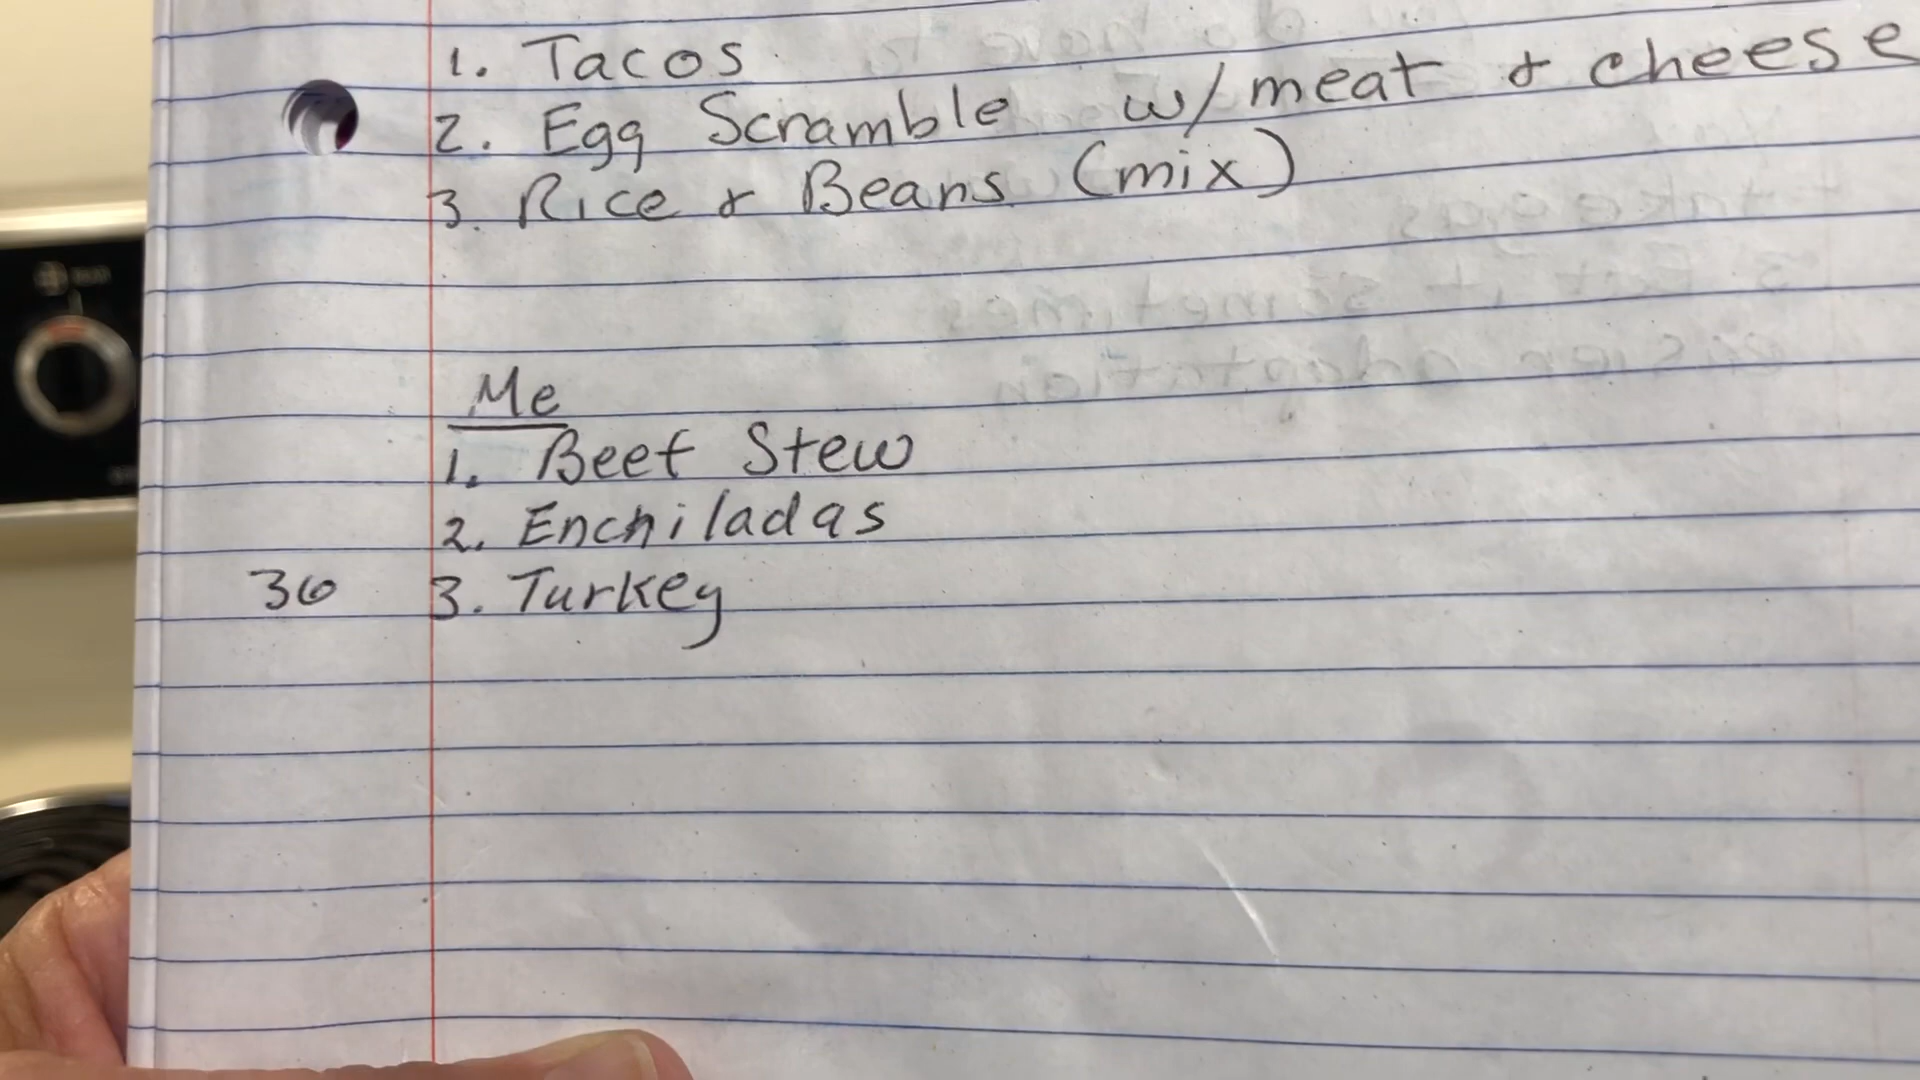 1. Tacos
2. Egg Scramble w/ meat & cheese
3. Rice & Beans (mix)
Me
1. Beef Stew
2. Enchiladas
36 3. Turkey